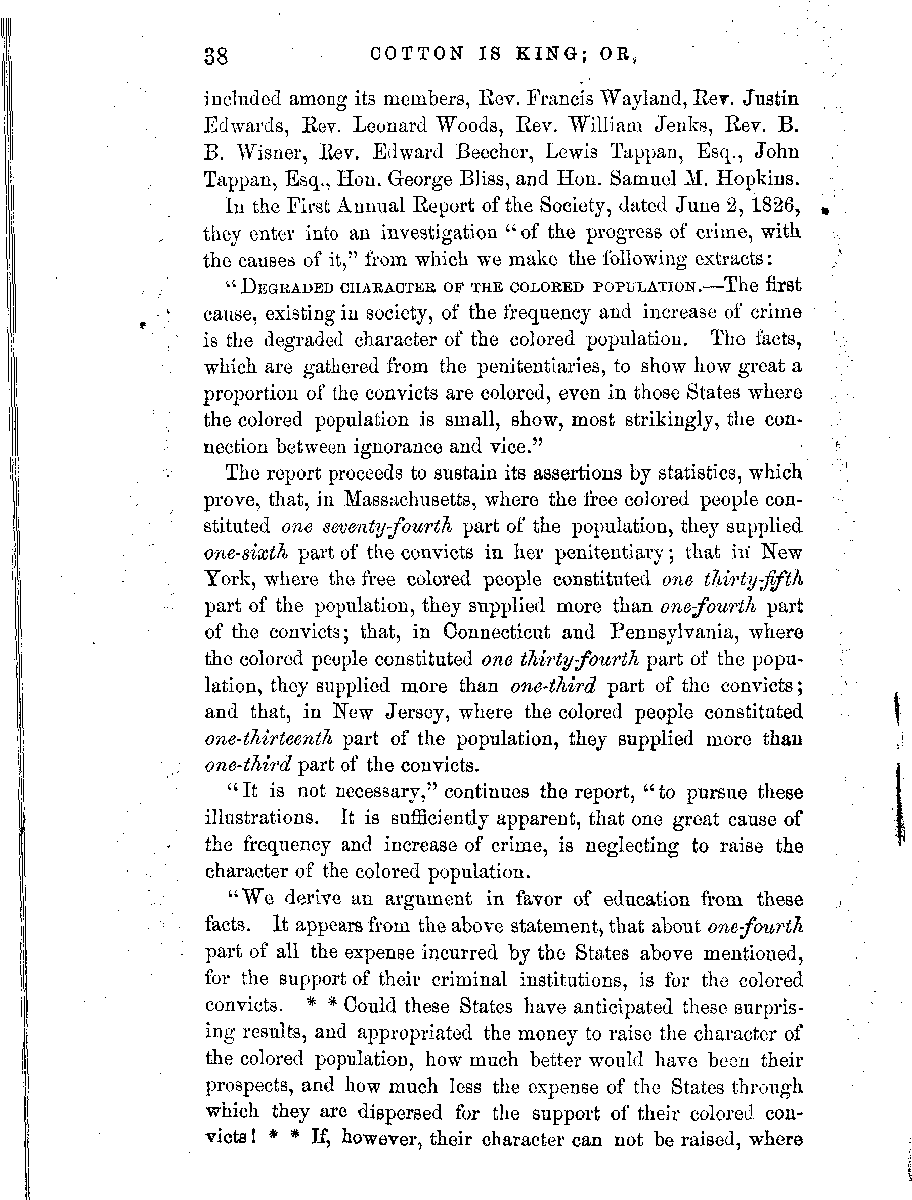 38 COTTON IS KING; OR,
included among its members, Rev. Francis Wayland, Rev. Justin
Edwards, Rev. Leonard Woods, Rev. William Jenks, Rev. B.
B. Wisner, Rev. Edward Beecher, Lewis Tappan, Esq., John
Tappan, Esq., Hon. George Bliss, and Hon. Samuel M. Hopkins.
In the First Annual Report of the Society, dated June 2, 1826,
they enter into an investigation “of the progress of crime, with
the causes of it,” from which we make the following extracts:
“DEGRADED CHARACTER OF THE COLORED POPULATION.—The first
cause, existing in society, of the frequency and increase of crime
is the degraded character of the colored population. The facts,
which are gathered from the penitentiaries, to show how great a
proportion of the convicts are colored, even in those States where
the colored population is small, show, most strikingly, the con-
nection between ignorance and vice.”
The report proceeds to sustain its assertions by statistics, which
prove, that, in Massachusetts, where the free colored people con-
stituted one seventy-fourth part of the population, they supplied
one-sixth part of the convicts in her penitentiary; that in New
York, where the free colored people constituted one thirty-fifth
part of the population, they supplied more than one-fourth part
of the convicts; that, in Connecticut and Pennsylvania, where
the colored people constituted one thirty-fourth part of the popu-
lation, they supplied more than one-third part of the convicts;
and that, in New Jersey, where the colored people constituted
one-thirteenth part of the population, they supplied more than
one-third part of the convicts.
“It is not necessary,” continues the report, “to pursue these
illustrations. It is sufficiently apparent, that one great cause of
the frequency and increase of crime, is neglecting to raise the
character of the colored population.
“We derive an argument in favor of education from these
facts. It appears from the above statement, that about one-fourth
part of all the expense incurred by the States above mentioned,
for the support of their criminal institutions, is for the colored
convicts. * * Could these States have anticipated these surpris-
ing results, and appropriated the money to raise the character of
the colored population, how much better would have been their
prospects, and how much less the expense of the States through
which they are dispersed for the support of their colored con-
victs! * * If, however, their character can not be raised, where